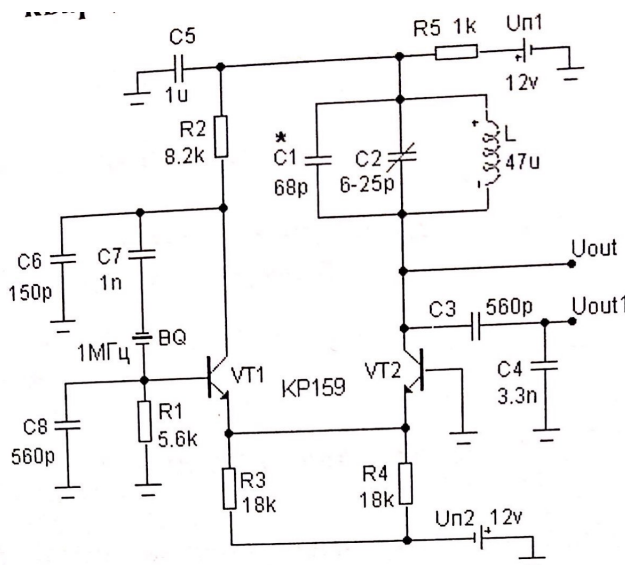 C5
1u
R5 1k
Uп1
12v
R2
8.2k
*
C1
68p
C2
6-25p
L
47u
C6
150p
C7
1n
Uout
C3
560p
Uout1
1МГц
BQ
VT1
KP159
VT2
C4
3.3n
C8
560p
R1
5.6k
R3
18k
R4
18k
Uп2
12v